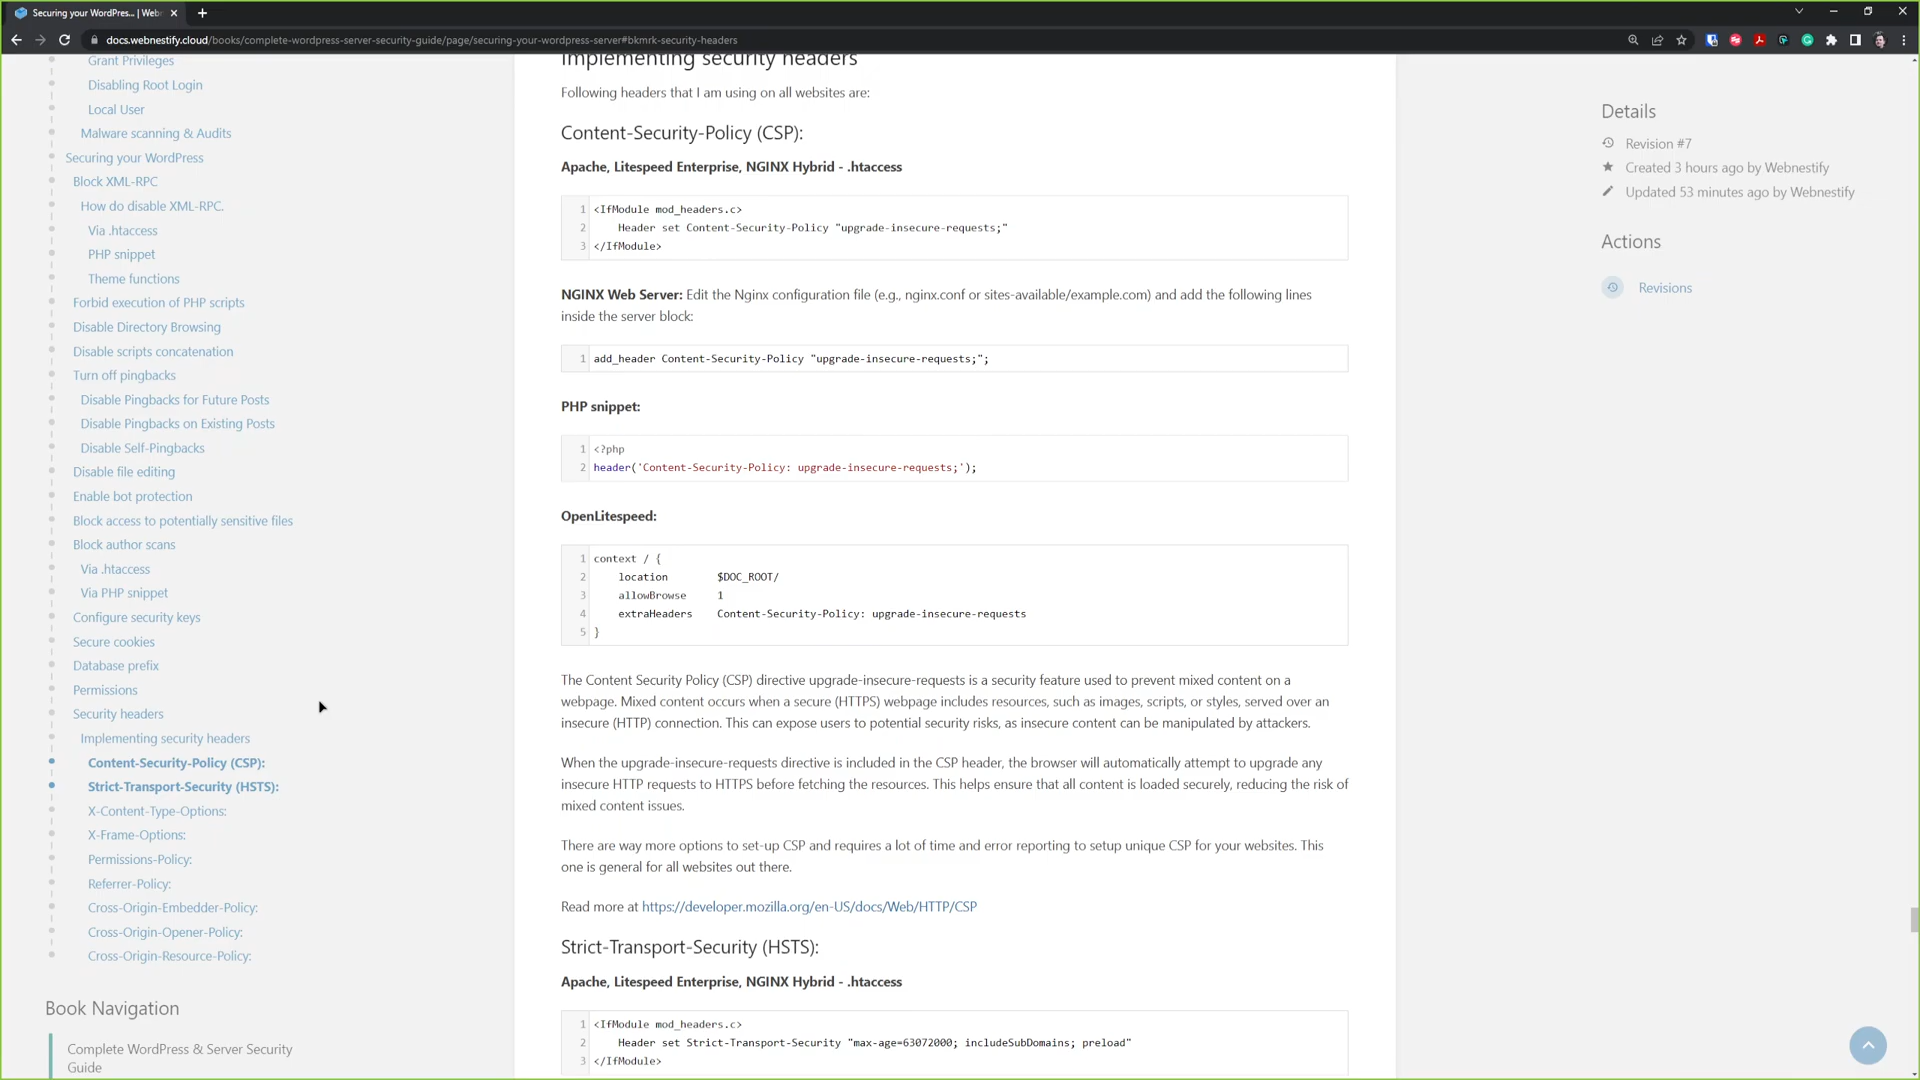 Securing your WordPres... | Webn
docs.webnestify.cloud/books/complete-wordpress-server-security-guide/page/securing-your-wordpress-server#bkmrk-security-headers
Grant Privileges
Disabling Root Login
Local User
Malware scanning & Audits
Securing your WordPress
Block XML-RPC
How do disable XML-RPC.
Via .htaccess
PHP snippet
Theme functions
Forbid execution of PHP scripts
Disable Directory Browsing
Disable scripts concatenation
Turn off pingbacks
Disable Pingbacks for Future Posts
Disable Pingbacks on Existing Posts
Disable Self-Pingbacks
Disable file editing
Enable bot protection
Block access to potentially sensitive files
Block author scans
Via .htaccess
Via PHP snippet
Configure security keys
Secure cookies
Database prefix
Permissions
Security headers
Implementing security headers
Content-Security-Policy (CSP):
Strict-Transport-Security (HSTS):
X-Content-Type-Options:
X-Frame-Options:
Permissions-Policy:
Referrer-Policy:
Cross-Origin-Embedder-Policy:
Cross-Origin-Opener-Policy:
Cross-Origin-Resource-Policy:
Book Navigation
Complete WordPress & Server Security
Guide
Implementing security headers
Following headers that I am using on all websites are:
Content-Security-Policy (CSP):
Apache, Litespeed Enterprise, NGINX Hybrid - .htaccess
1 <IfModule mod_headers.c>
2     Header set Content-Security-Policy "upgrade-insecure-requests;"
3 </IfModule>
NGINX Web Server: Edit the Nginx configuration file (e.g., nginx.conf or sites-available/example.com) and add the following lines
inside the server block:
1 add_header Content-Security-Policy "upgrade-insecure-requests;";
PHP snippet:
1 <?php
2 header('Content-Security-Policy: upgrade-insecure-requests;');
OpenLitespeed:
1 context / {
2     location        $DOC_ROOT/
3     allowBrowse     1
4     extraHeaders    Content-Security-Policy: upgrade-insecure-requests
5 }
The Content Security Policy (CSP) directive upgrade-insecure-requests is a security feature used to prevent mixed content on a
webpage. Mixed content occurs when a secure (HTTPS) webpage includes resources, such as images, scripts, or styles, served over an
insecure (HTTP) connection. This can expose users to potential security risks, as insecure content can be manipulated by attackers.
When the upgrade-insecure-requests directive is included in the CSP header, the browser will automatically attempt to upgrade any
insecure HTTP requests to HTTPS before fetching the resources. This helps ensure that all content is loaded securely, reducing the risk of
mixed content issues.
There are way more options to set-up CSP and requires a lot of time and error reporting to setup unique CSP for your websites. This
one is general for all websites out there.
Read more at https://developer.mozilla.org/en-US/docs/Web/HTTP/CSP
Strict-Transport-Security (HSTS):
Apache, Litespeed Enterprise, NGINX Hybrid - .htaccess
1 <IfModule mod_headers.c>
2     Header set Strict-Transport-Security "max-age=63072000; includeSubDomains; preload"
3 </IfModule>
Details
Revision #7
Created 3 hours ago by Webnestify
Updated 53 minutes ago by Webnestify
Actions
Revisions